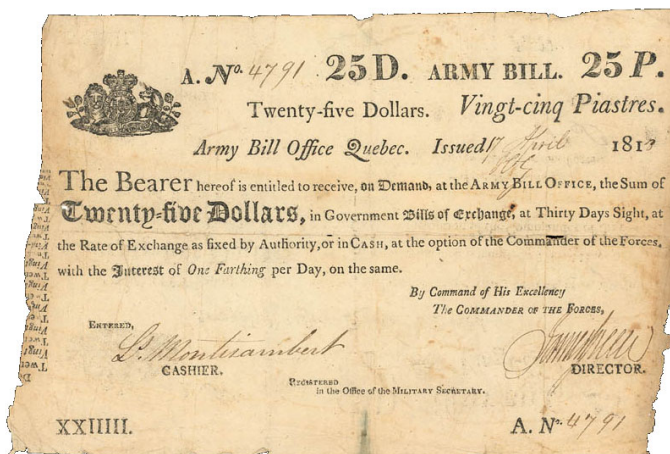 A. No. 4791 25 D. ARMY BILL. 25 P.
Twenty-five Dollars. Vingt-cinq Piastres.
Army Bill Office Quebec. Issued 17 April 1813
The Bearer hereof is entitled to receive, on Demand, at the ARMY BILL OFFICE, the Sum of
Twenty-five Dollars, in Government Bills of Exchange, at Thirty Days Sight, at
the Rate of Exchange as fixed by Authority, or in CASH, at the option of the Commander of the Forces,
with the Interest of One Farthing per Day, on the same.
By Command of His Excellency
The COMMANDER OF THE FORCES,
ENTERED,
L. Montizambert
CASHIER. DIRECTOR.
REGISTERED
in the Office of the MILITARY SECRETARY.
XXIIIII. A. No. 4791